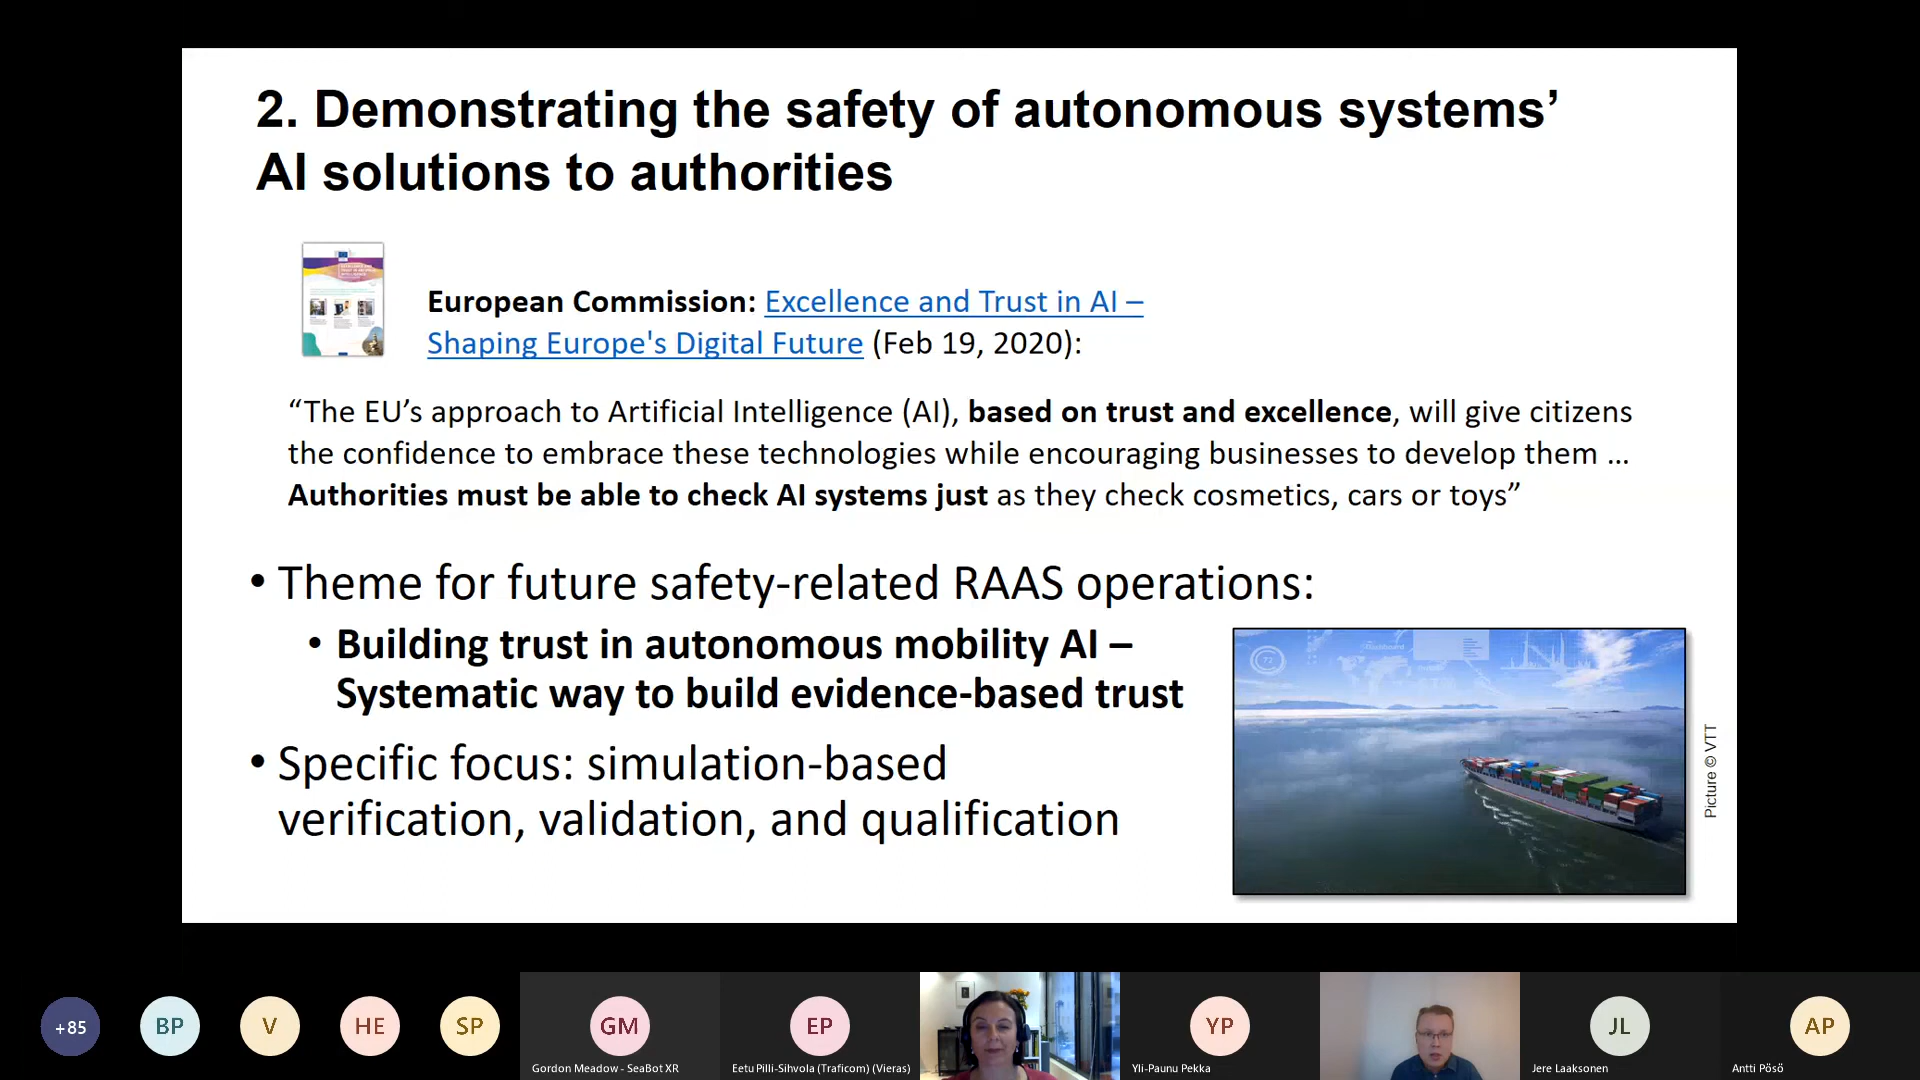 2. Demonstrating the safety of autonomous systems’
AI solutions to authorities
European Commission: Excellence and Trust in AI –
Shaping Europe's Digital Future (Feb 19, 2020):
“The EU’s approach to Artificial Intelligence (AI), based on trust and excellence, will give citizens
the confidence to embrace these technologies while encouraging businesses to develop them ...
Authorities must be able to check AI systems just as they check cosmetics, cars or toys”
• Theme for future safety-related RAAS operations:
• Building trust in autonomous mobility AI –
Systematic way to build evidence-based trust
• Specific focus: simulation-based
verification, validation, and qualification
72
Picture © VTT
+85
BP
V
HE
SP
GM
Gordon Meadow - SeaBot XR
EP
Eetu Pilli-Sihvola (Traficom) (Vieras)
YP
Yli-Paunu Pekka
JL
Jere Laaksonen
AP
Antti Pösö